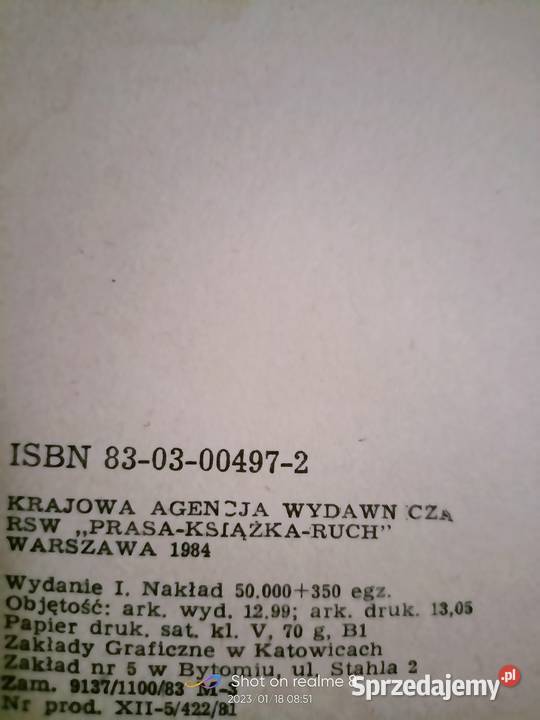 ISBN 83-03-00497-2
KRAJOWA AGENCJA WYDAWNICZA
RSW „PRASA-KSIĄŻKA-RUCH”
WARSZAWA 1984
Wydanie I. Nakład 50.000+350 egz.
Objętość: ark. wyd. 12,99; ark. druk. 13,05
Papier druk. sat. kl. V, 70 g, B1
Zakłady Graficzne w Katowicach
Zakład nr 5 w Bytomiu, ul. Stahla 2
Zam. 9137/1100/83 M-
Nr prod. XII-5/422/81
Shot on realme 8
2023/01/18 08:51
Sprzedajemy.pl